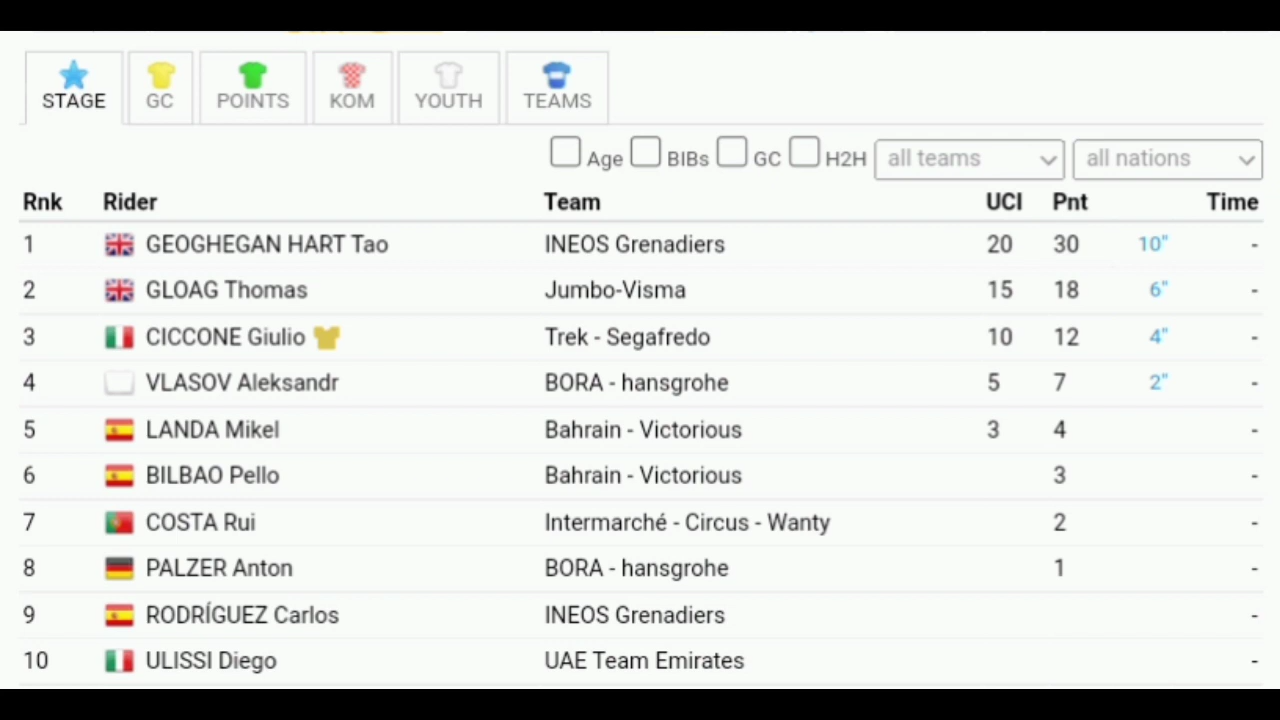 STAGE GC POINTS KOM YOUTH TEAMS
Age BIBs GC H2H all teams all nations
Rnk Rider Team UCI Pnt Time
1 GEOGHEGAN HART Tao INEOS Grenadiers 20 30 10" -
2 GLOAG Thomas Jumbo-Visma 15 18 6" -
3 CICCONE Giulio Trek - Segafredo 10 12 4" -
4 VLASOV Aleksandr BORA - hansgrohe 5 7 2" -
5 LANDA Mikel Bahrain - Victorious 3 4 -
6 BILBAO Pello Bahrain - Victorious 3 -
7 COSTA Rui Intermarché - Circus - Wanty 2 -
8 PALZER Anton BORA - hansgrohe 1 -
9 RODRÍGUEZ Carlos INEOS Grenadiers -
10 ULISSI Diego UAE Team Emirates -